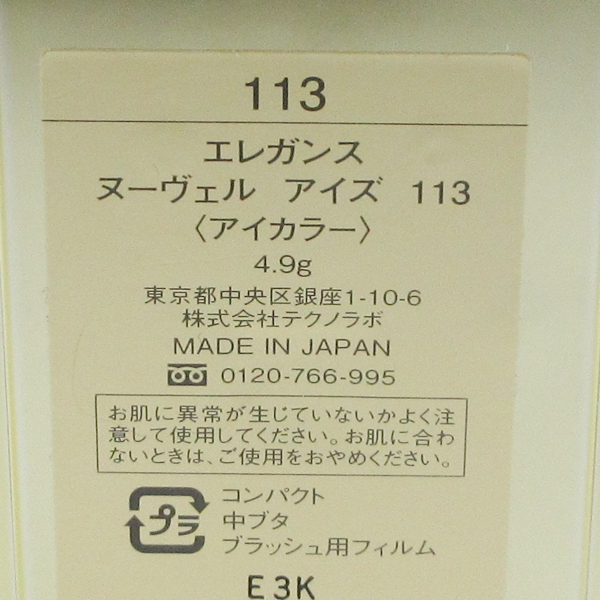 113
エレガンス
ヌーヴェル アイズ 113
〈アイカラー〉
4.9g
東京都中央区銀座1-10-6
株式会社テクノラボ
MADE IN JAPAN
0120-766-995
お肌に異常が生じていないかよく注
意して使用してください。お肌に合わ
ないときは、ご使用をおやめください。
プラ
コンパクト
中ブタ
ブラッシュ用フィルム
E3K